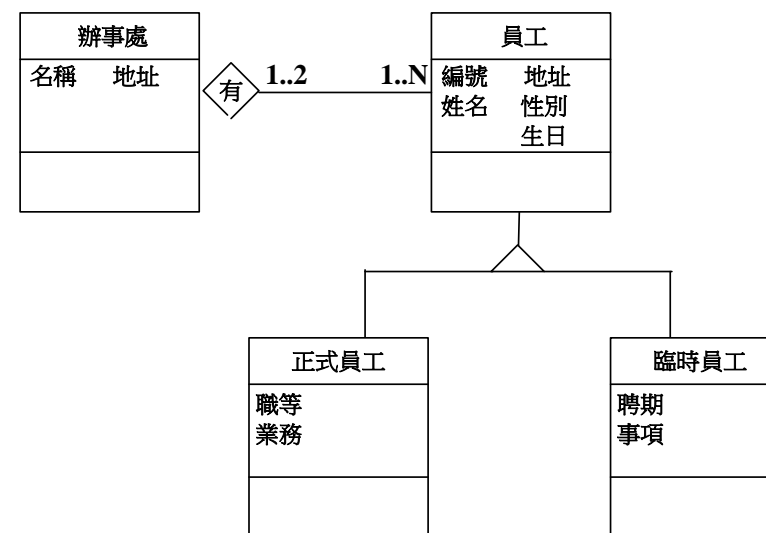 辦事處
名稱 地址
有
1..2
1..N
員工
編號 地址
姓名 性別
生日
正式員工
職等
業務
臨時員工
聘期
事項